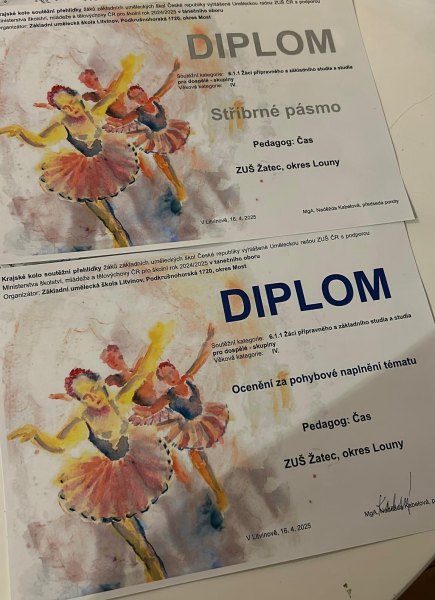 Krajské kolo soutěžní přehlídky žáků základních uměleckých škol České republiky vyhlášené Uměleckou radou ZUŠ ČR s podporou
Ministerstva školství, mládeže a tělovýchovy ČR pro školní rok 2024/2025 v tanečním oboru
Organizátor: Základní umělecká škola Litvínov, Podkrušnohorská 1720, okres Most
DIPLOM
Soutěžní kategorie: 6.1.1 Žáci přípravného a základního studia a studia
pro dospělé - skupiny
Věková kategorie: IV.
Stříbrné pásmo
Pedagog: Čas
ZUŠ Žatec, okres Louny
V Litvínově, 16. 4. 2025
MgA. Naděžda Kabelová, předseda poroty
Krajské kolo soutěžní přehlídky žáků základních uměleckých škol České republiky vyhlášené Uměleckou radou ZUŠ ČR s podporou
Ministerstva školství, mládeže a tělovýchovy ČR pro školní rok 2024/2025 v tanečním oboru
Organizátor: Základní umělecká škola Litvínov, Podkrušnohorská 1720, okres Most
DIPLOM
Soutěžní kategorie: 6.1.1 Žáci přípravného a základního studia a studia
pro dospělé - skupiny
Věková kategorie: IV.
Ocenění za pohybové naplnění tématu
Pedagog: Čas
ZUŠ Žatec, okres Louny
V Litvínově, 16. 4. 2025
MgA. Kabelová, p